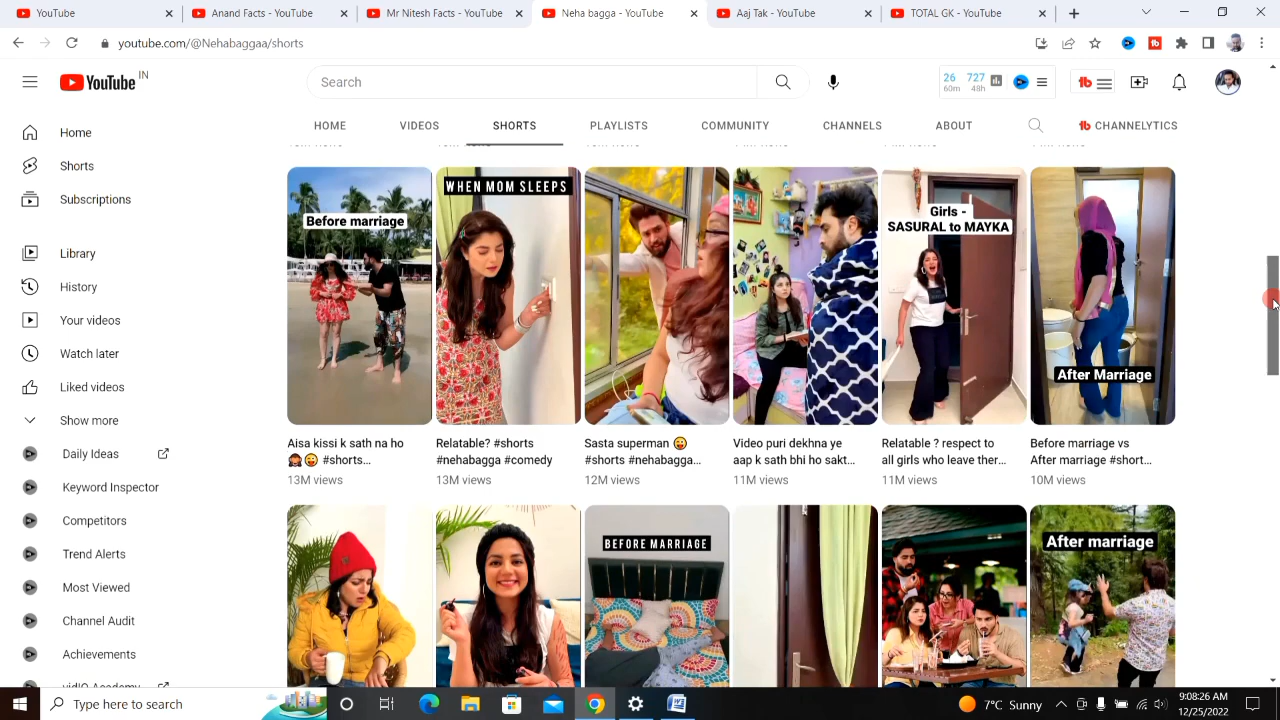 - YouTube
Anand Facts - YouTube
Mr Nitesh Facts - YouTube
Neha bagga - YouTube
Aaj Tak - YouTube
TOTAL GK - YouTube
youtube.com/@Nehabaggaa/shorts
YouTube IN
Search
26 727
60m 48h
HOME VIDEOS SHORTS PLAYLISTS COMMUNITY CHANNELS ABOUT CHANNELYTICS
Home
Shorts
Subscriptions
Library
History
Your videos
Watch later
Liked videos
Show more
Daily Ideas
Keyword Inspector
Competitors
Trend Alerts
Most Viewed
Channel Audit
Achievements
vidIQ Academy
Before marriage
Aisa kissi k sath na ho
🙈😜 #shorts...
13M views
WHEN MOM SLEEPS
Relatable? #shorts
#nehabagga #comedy
13M views
Sasta superman 😜
#shorts #nehabagga...
12M views
Video puri dekhna ye
aap k sath bhi ho sakt...
11M views
Girls -
SASURAL to MAYKA
Relatable ? respect to
all girls who leave ther...
11M views
After Marriage
Before marriage vs
After marriage #short...
10M views
BEFORE MARRIAGE
After marriage
Type here to search
7°C Sunny
9:08:26 AM
12/25/2022